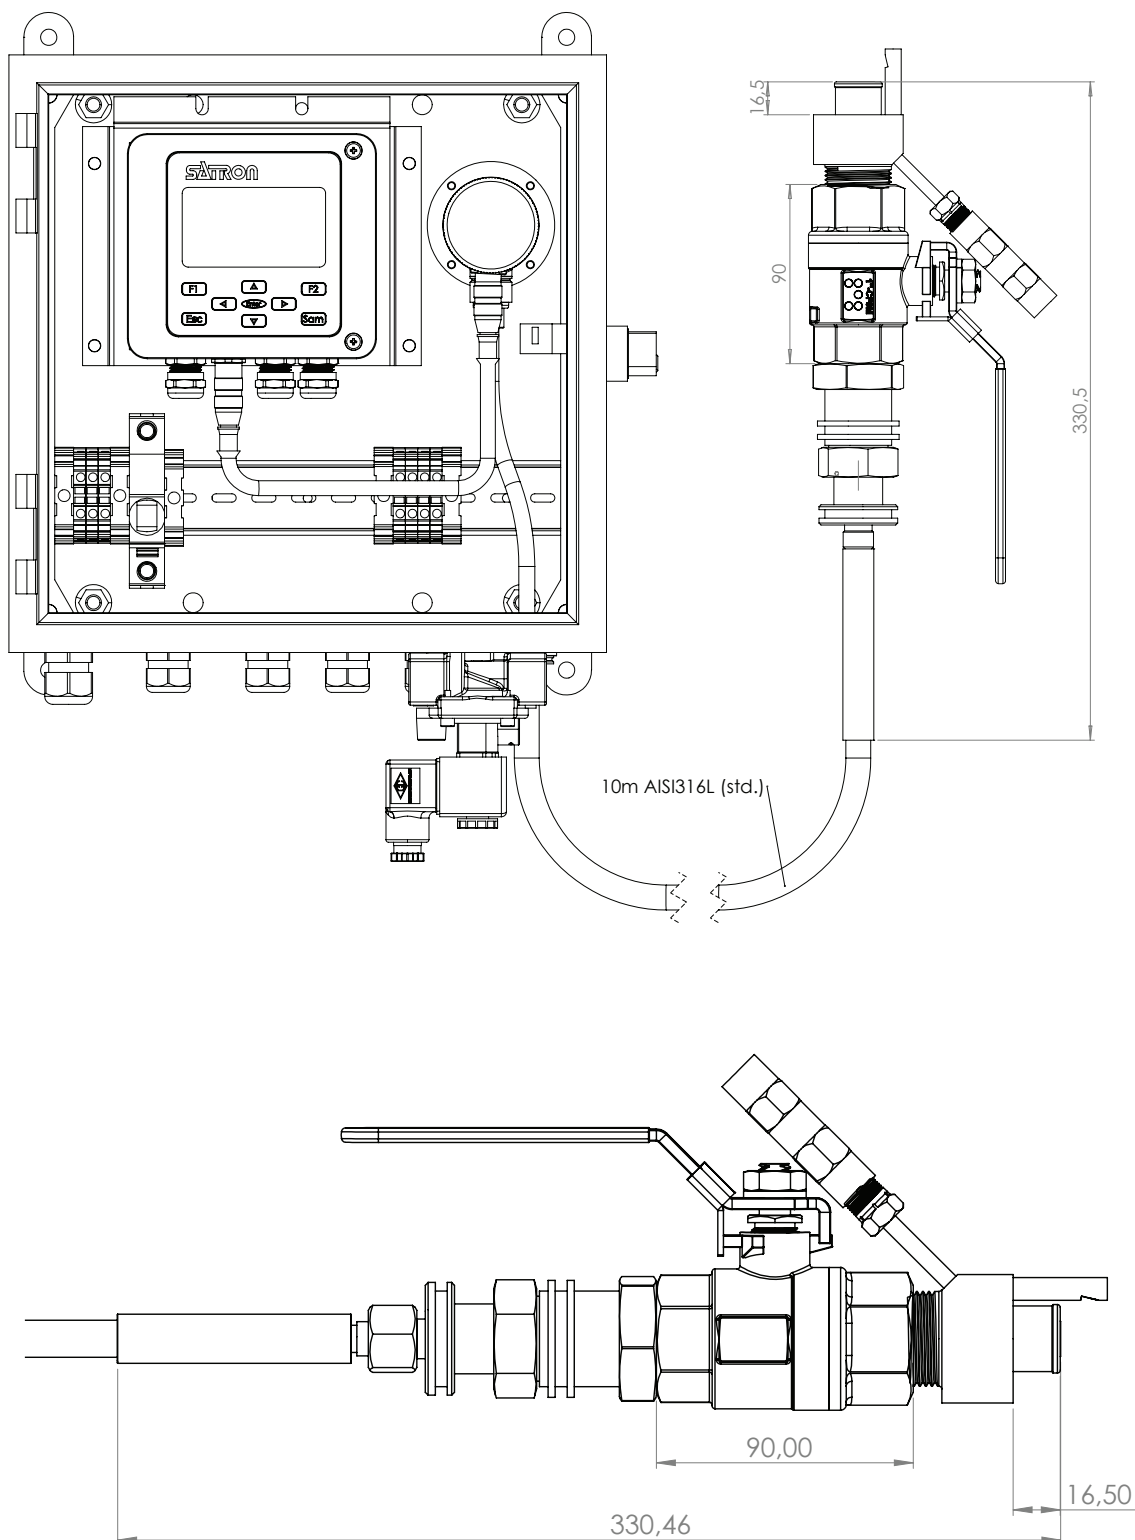 SATRON
F1
F2
Enter
Esc
Sam
16,5
90
330,5
10m AISI316L (std.)
90,00
16,50
330,46